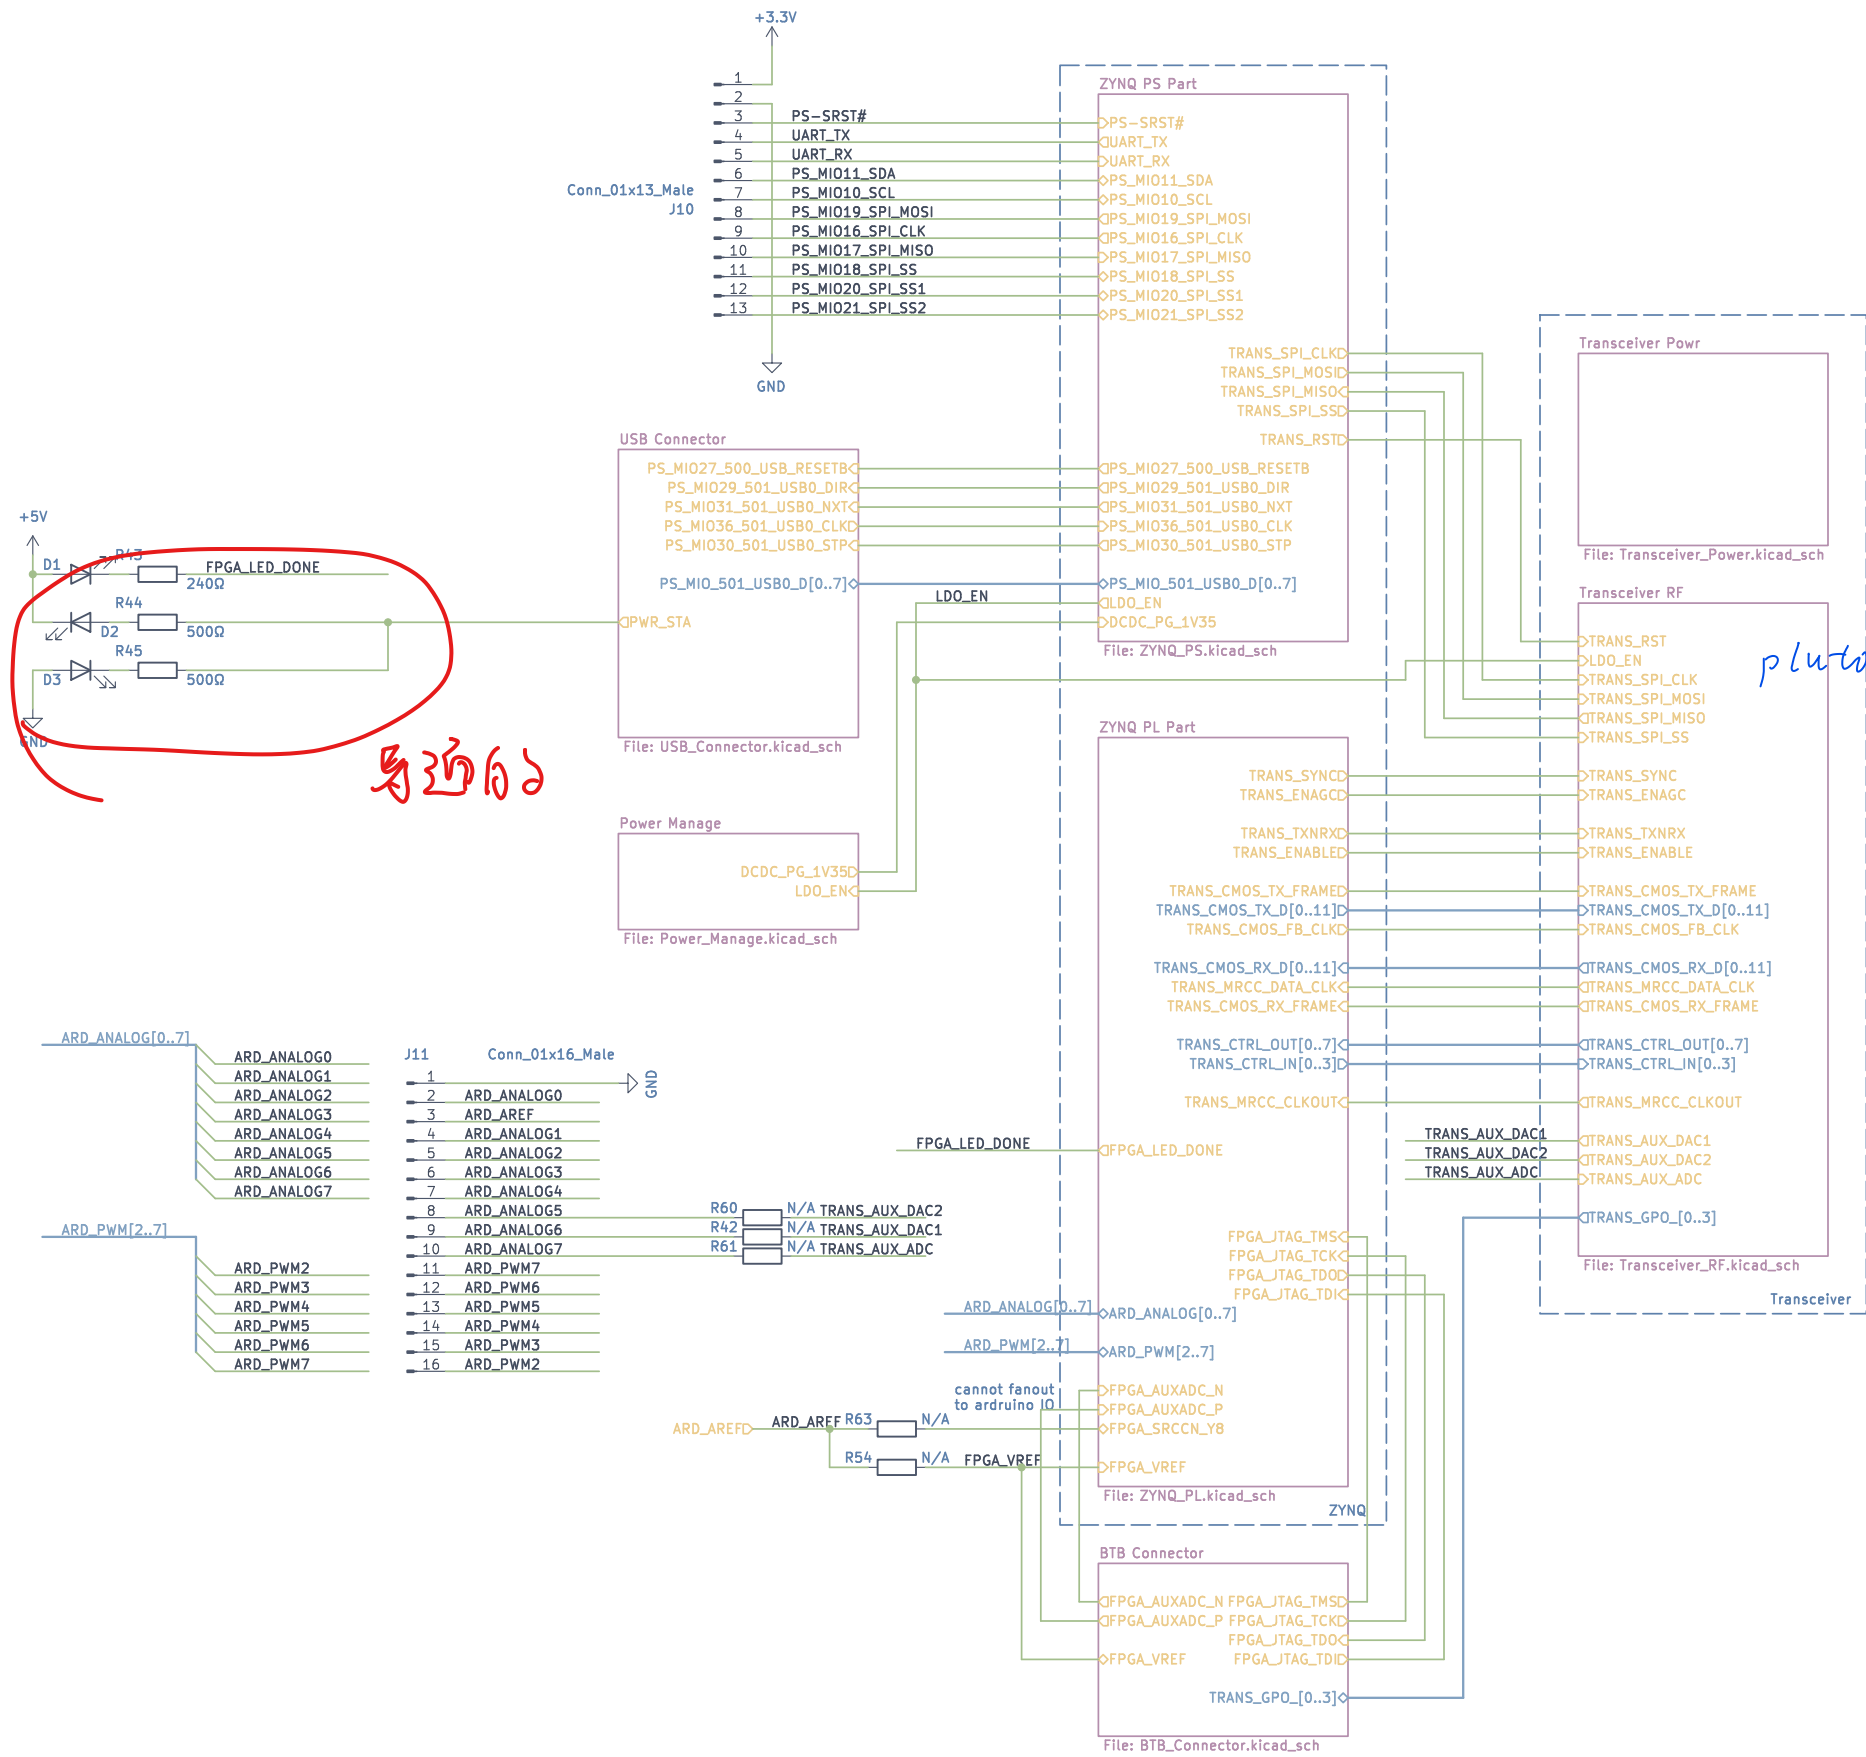 +3.3V
1
2
3 PS-SRST#
4 UART_TX
5 UART_RX
6 PS_MIO11_SDA
7 PS_MIO10_SCL
8 PS_MIO19_SPI_MOSI
9 PS_MIO16_SPI_CLK
10 PS_MIO17_SPI_MISO
11 PS_MIO18_SPI_SS
12 PS_MIO20_SPI_SS1
13 PS_MIO21_SPI_SS2
Conn_01x13_Male
J10
GND
ZYNQ PS Part
PS-SRST#
UART_TX
UART_RX
PS_MIO11_SDA
PS_MIO10_SCL
PS_MIO19_SPI_MOSI
PS_MIO16_SPI_CLK
PS_MIO17_SPI_MISO
PS_MIO18_SPI_SS
PS_MIO20_SPI_SS1
PS_MIO21_SPI_SS2
TRANS_SPI_CLK
TRANS_SPI_MOSI
TRANS_SPI_MISO
TRANS_SPI_SS
TRANS_RST
PS_MIO27_500_USB_RESETB
PS_MIO29_501_USB0_DIR
PS_MIO31_501_USB0_NXT
PS_MIO36_501_USB0_CLK
PS_MIO30_501_USB0_STP
PS_MIO_501_USB0_D[0..7]
LDO_EN
DCDC_PG_1V35
File: ZYNQ_PS.kicad_sch
USB Connector
PS_MIO27_500_USB_RESETB
PS_MIO29_501_USB0_DIR
PS_MIO31_501_USB0_NXT
PS_MIO36_501_USB0_CLK
PS_MIO30_501_USB0_STP
PS_MIO_501_USB0_D[0..7]
PWR_STA
File: USB_Connector.kicad_sch
LDO_EN
+5V
D1 R43
FPGA_LED_DONE
240Ω
R44
D2 500Ω
R45
D3 500Ω
GND
Power Manage
DCDC_PG_1V35
LDO_EN
File: Power_Manage.kicad_sch
Transceiver Powr
File: Transceiver_Power.kicad_sch
Transceiver RF
TRANS_RST
LDO_EN
TRANS_SPI_CLK
TRANS_SPI_MOSI
TRANS_SPI_MISO
TRANS_SPI_SS
TRANS_SYNC
TRANS_ENAGC
TRANS_TXNRX
TRANS_ENABLE
TRANS_CMOS_TX_FRAME
TRANS_CMOS_TX_D[0..11]
TRANS_CMOS_FB_CLK
TRANS_CMOS_RX_D[0..11]
TRANS_MRCC_DATA_CLK
TRANS_CMOS_RX_FRAME
TRANS_CTRL_OUT[0..7]
TRANS_CTRL_IN[0..3]
TRANS_MRCC_CLKOUT
TRANS_AUX_DAC1
TRANS_AUX_DAC2
TRANS_AUX_ADC
TRANS_GPO_[0..3]
File: Transceiver_RF.kicad_sch
Transceiver
pluto
ZYNQ PL Part
TRANS_SYNC
TRANS_ENAGC
TRANS_TXNRX
TRANS_ENABLE
TRANS_CMOS_TX_FRAME
TRANS_CMOS_TX_D[0..11]
TRANS_CMOS_FB_CLK
TRANS_CMOS_RX_D[0..11]
TRANS_MRCC_DATA_CLK
TRANS_CMOS_RX_FRAME
TRANS_CTRL_OUT[0..7]
TRANS_CTRL_IN[0..3]
TRANS_MRCC_CLKOUT
FPGA_LED_DONE
FPGA_JTAG_TMS
FPGA_JTAG_TCK
FPGA_JTAG_TDO
FPGA_JTAG_TDI
ARD_ANALOG[0..7]
ARD_PWM[2..7]
FPGA_AUXADC_N
FPGA_AUXADC_P
FPGA_SRCCN_Y8
FPGA_VREF
File: ZYNQ_PL.kicad_sch
ZYNQ
TRANS_AUX_DAC1
TRANS_AUX_DAC2
TRANS_AUX_ADC
FPGA_LED_DONE
ARD_ANALOG[0..7]
ARD_ANALOG0
ARD_ANALOG1
ARD_ANALOG2
ARD_ANALOG3
ARD_ANALOG4
ARD_ANALOG5
ARD_ANALOG6
ARD_ANALOG7
ARD_PWM[2..7]
ARD_PWM2
ARD_PWM3
ARD_PWM4
ARD_PWM5
ARD_PWM6
ARD_PWM7
J11 Conn_01x16_Male
1 GND
2 ARD_ANALOG0
3 ARD_AREF
4 ARD_ANALOG1
5 ARD_ANALOG2
6 ARD_ANALOG3
7 ARD_ANALOG4
8 ARD_ANALOG5 R60 N/A TRANS_AUX_DAC2
9 ARD_ANALOG6 R42 N/A TRANS_AUX_DAC1
10 ARD_ANALOG7 R61 N/A TRANS_AUX_ADC
11 ARD_PWM7
12 ARD_PWM6
13 ARD_PWM5
14 ARD_PWM4
15 ARD_PWM3
16 ARD_PWM2
ARD_ANALOG[0..7]
ARD_PWM[2..7]
cannot fanout
to ardruino IO
ARD_AREF ARD_AREF R63 N/A
R54 N/A FPGA_VREF
BTB Connector
FPGA_AUXADC_N FPGA_JTAG_TMS
FPGA_AUXADC_P FPGA_JTAG_TCK
FPGA_JTAG_TDO
FPGA_VREF FPGA_JTAG_TDI
TRANS_GPO_[0..3]
File: BTB_Connector.kicad_sch